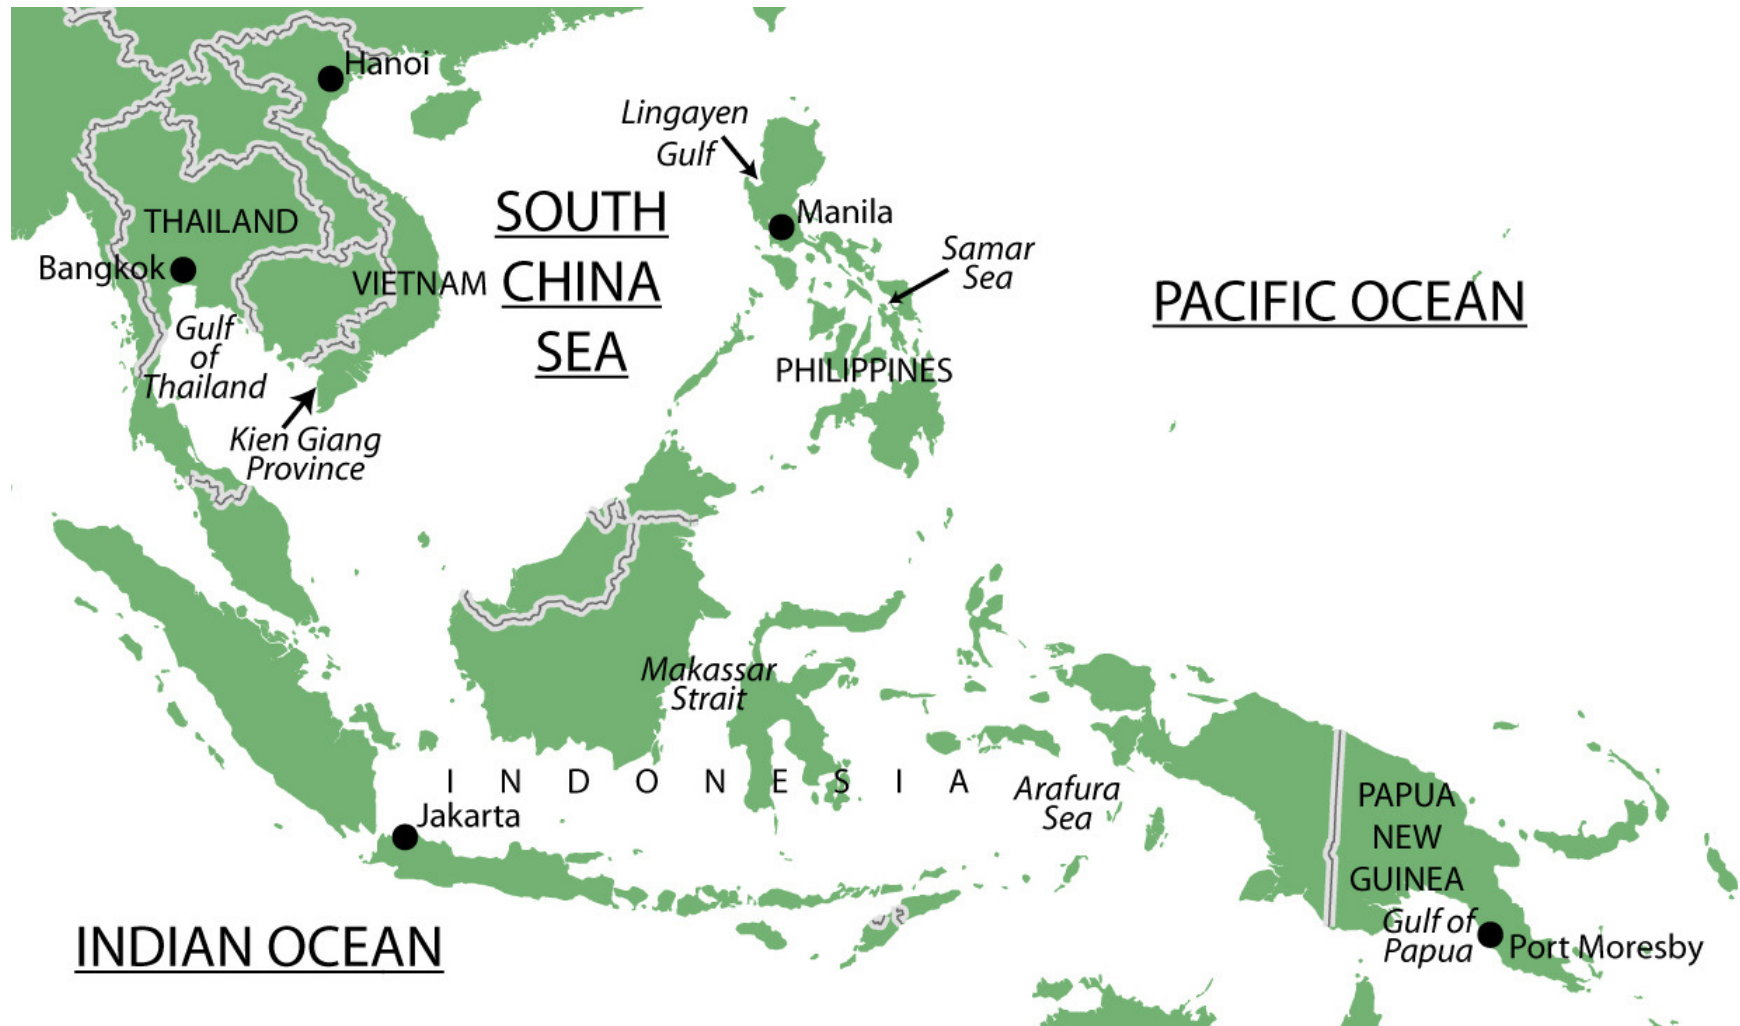 Hanoi
Lingayen
Gulf
SOUTH
CHINA
SEA
THAILAND
Manila
Bangkok
VIETNAM
Samar
Sea
PACIFIC OCEAN
Gulf
of
Thailand
PHILIPPINES
Kien Giang
Province
Makassar
Strait
INDONESIA
Arafura
Sea
Jakarta
PAPUA
NEW
GUINEA
Gulf of
Papua
Port Moresby
INDIAN OCEAN